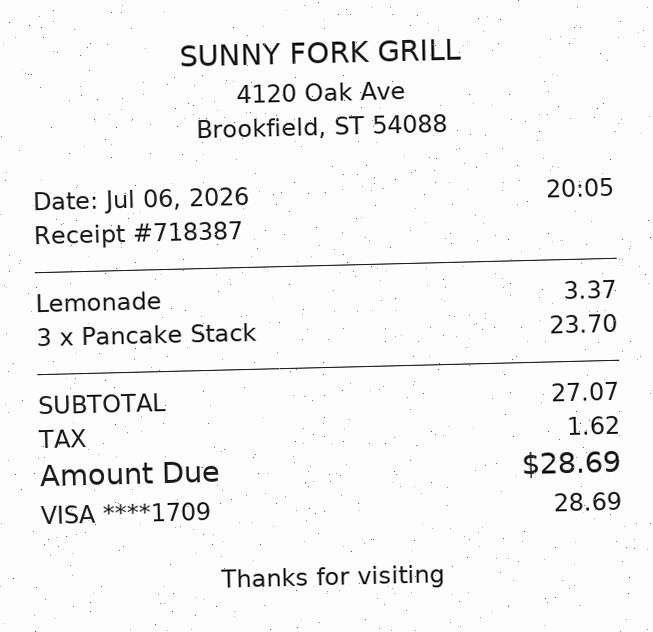 SUNNY FORK GRILL
4120 Oak Ave
Brookfield, ST 54088
Date: Jul 06, 2026 20:05
Receipt #718387
Lemonade 3.37
3 x Pancake Stack 23.70
SUBTOTAL 27.07
TAX 1.62
Amount Due $28.69
VISA ****1709 28.69
Thanks for visiting